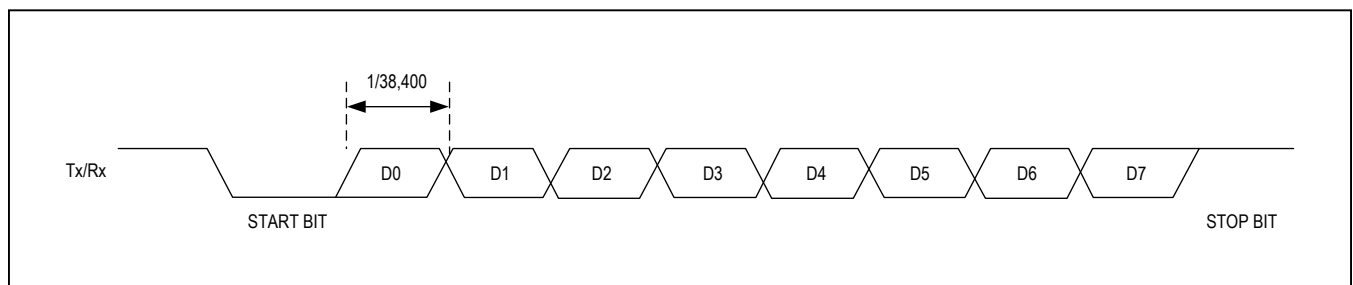 1/38,400
Tx/Rx
D0 D1 D2 D3 D4 D5 D6 D7
START BIT STOP BIT